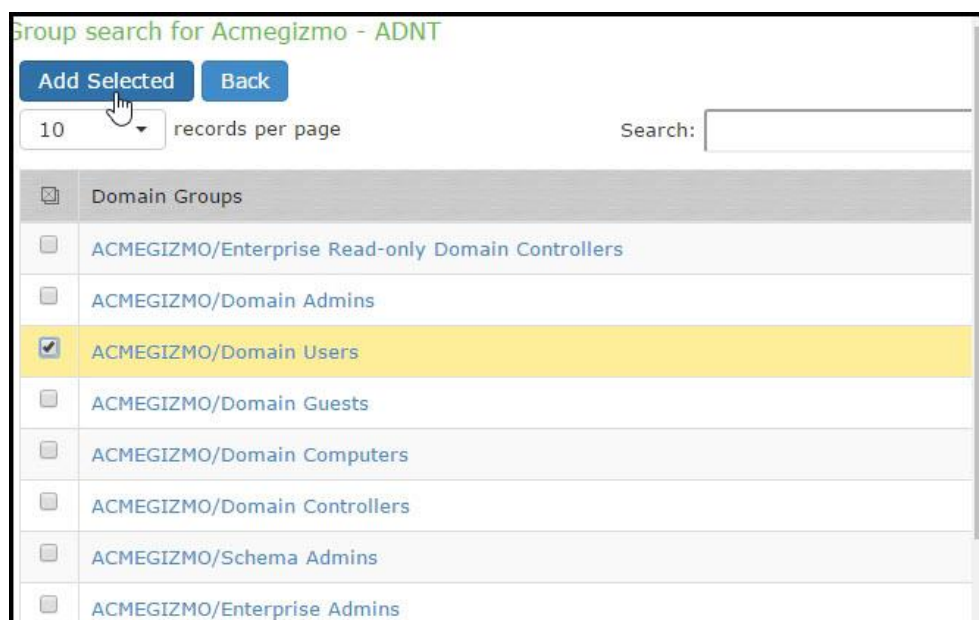 Group search for Acmegizmo - ADNT
Add Selected Back
10 records per page Search:
Domain Groups
ACMEGIZMO/Enterprise Read-only Domain Controllers
ACMEGIZMO/Domain Admins
ACMEGIZMO/Domain Users
ACMEGIZMO/Domain Guests
ACMEGIZMO/Domain Computers
ACMEGIZMO/Domain Controllers
ACMEGIZMO/Schema Admins
ACMEGIZMO/Enterprise Admins